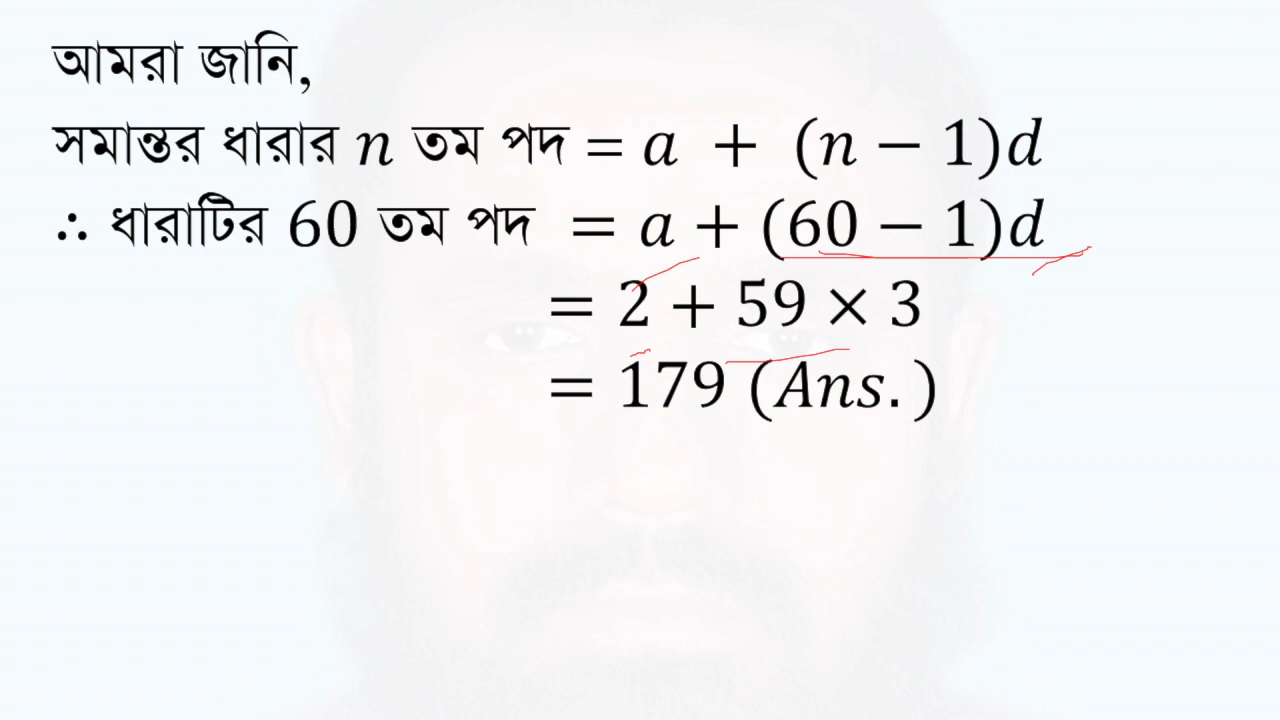 আমরা জানি,
সমান্তর ধারার n তম পদ = a + (n − 1)d
∴ ধারাটির 60 তম পদ = a + (60 − 1)d
= 2 + 59 × 3
= 179 (Ans.)